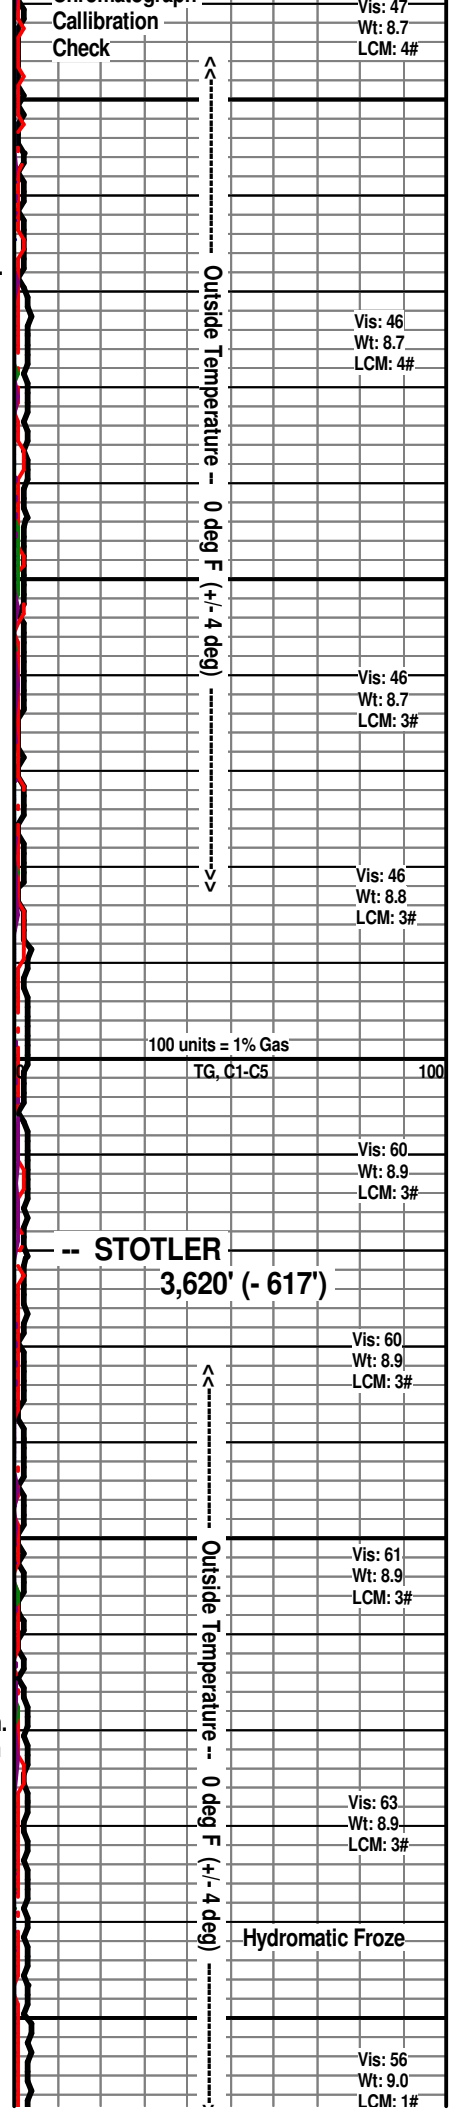 Chromatograph
Callibration
Check
Vis: 47
Wt: 8.7
LCM: 4#
<<---------------------- Outside Temperature -- 0 deg F (+/- 4 deg) ---------------------->>
Vis: 46
Wt: 8.7
LCM: 4#
Vis: 46
Wt: 8.7
LCM: 3#
Vis: 46
Wt: 8.8
LCM: 3#
100 units = 1% Gas
0 TG, C1-C5 100
Vis: 60
Wt: 8.9
LCM: 3#
-- STOTLER
3,620' (- 617')
Vis: 60
Wt: 8.9
LCM: 3#
<<---------------------- Outside Temperature -- 0 deg F (+/- 4 deg) ----------------------
Vis: 61
Wt: 8.9
LCM: 3#
Vis: 63
Wt: 8.9
LCM: 3#
Hydromatic Froze
Vis: 56
Wt: 9.0
LCM: 1#